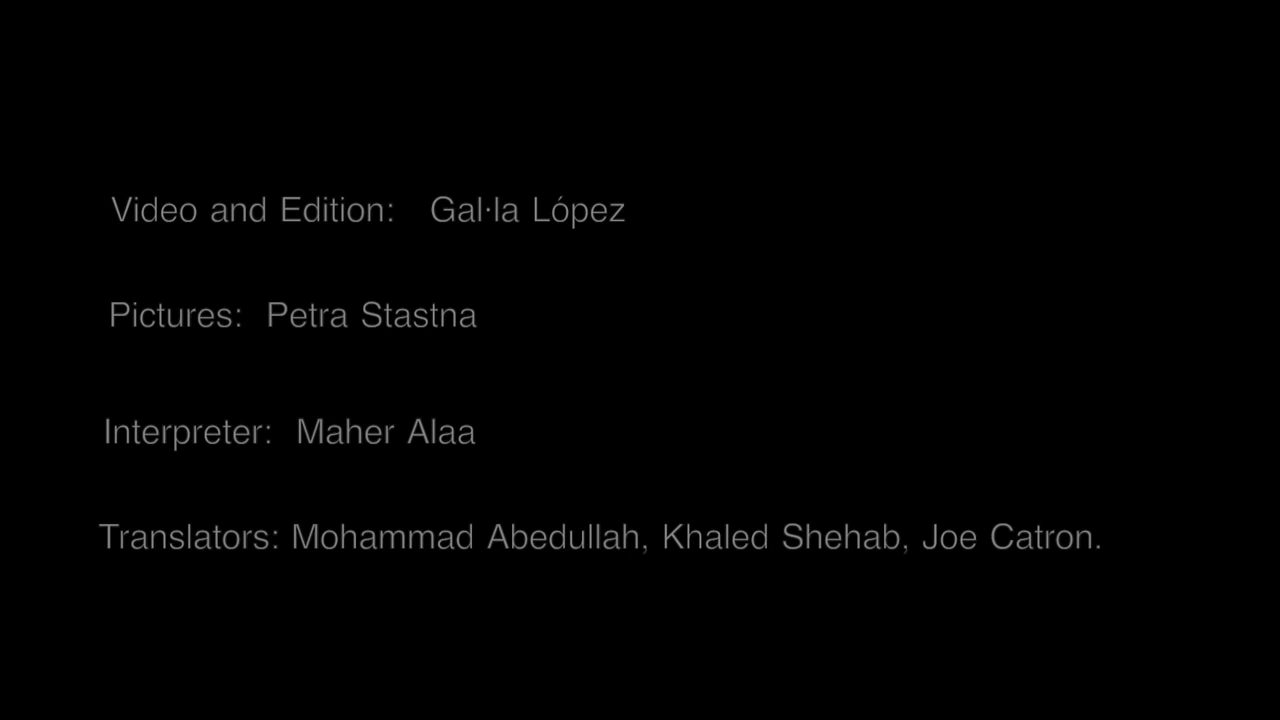 Video and Edition: Gal·la López
Pictures: Petra Stastna
Interpreter: Maher Alaa
Translators: Mohammad Abedullah, Khaled Shehab, Joe Catron.